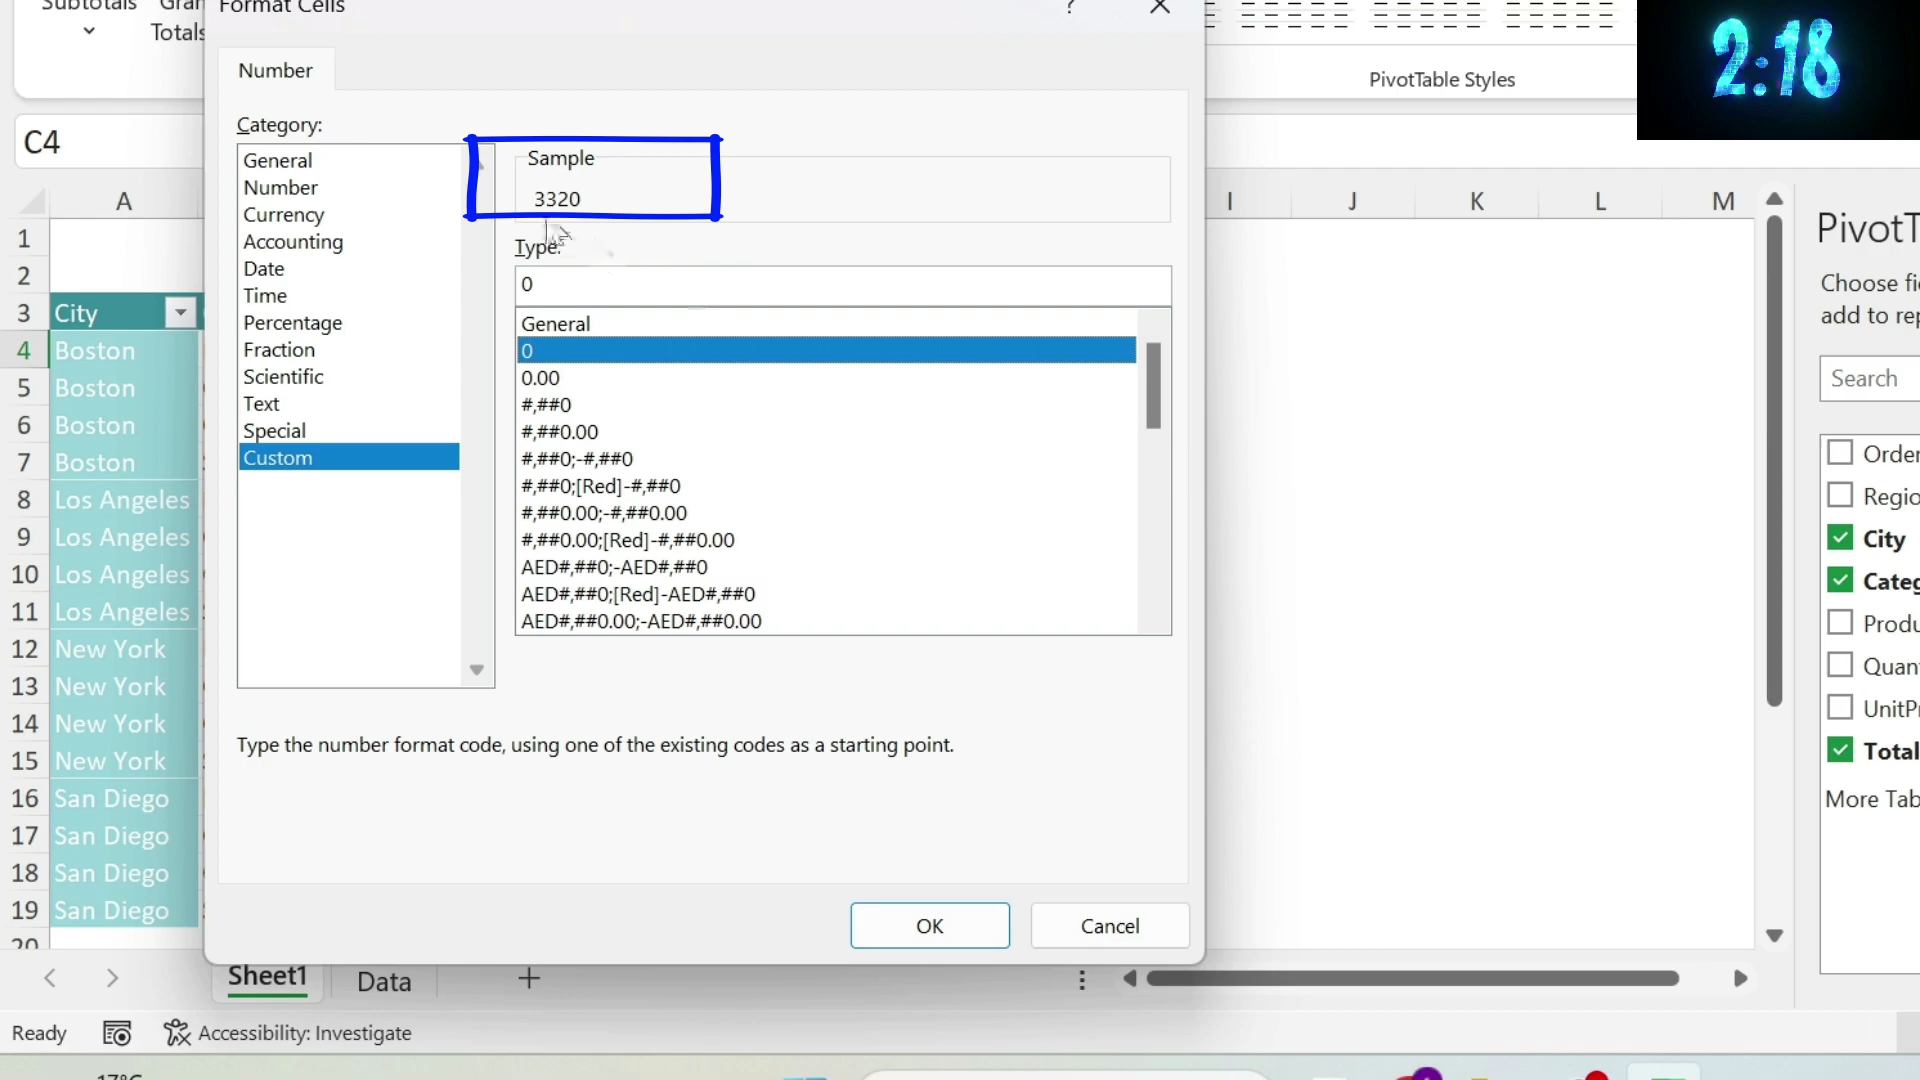 Subtotals
Totals
Format Cells
?
PivotTable Styles
2:18
Number
C4
Category:
General
Number
Currency
Accounting
Date
Time
Percentage
Fraction
Scientific
Text
Special
Custom
Sample
3320
Type:
0
General
0
0.00
#,##0
#,##0.00
#,##0;-#,##0
#,##0;[Red]-#,##0
#,##0.00;-#,##0.00
#,##0.00;[Red]-#,##0.00
AED#,##0;-AED#,##0
AED#,##0;[Red]-AED#,##0
AED#,##0.00;-AED#,##0.00
Type the number format code, using one of the existing codes as a starting point.
OK
Cancel
A
I J K L M
1
2
3 City
4 Boston
5 Boston
6 Boston
7 Boston
8 Los Angeles
9 Los Angeles
10 Los Angeles
11 Los Angeles
12 New York
13 New York
14 New York
15 New York
16 San Diego
17 San Diego
18 San Diego
19 San Diego
20
PivotT
Choose fi
add to rep
Search
Order
Regio
City
Categ
Produ
Quant
UnitPr
Total
More Tab
Sheet1 Data +
Ready
Accessibility: Investigate
17°C